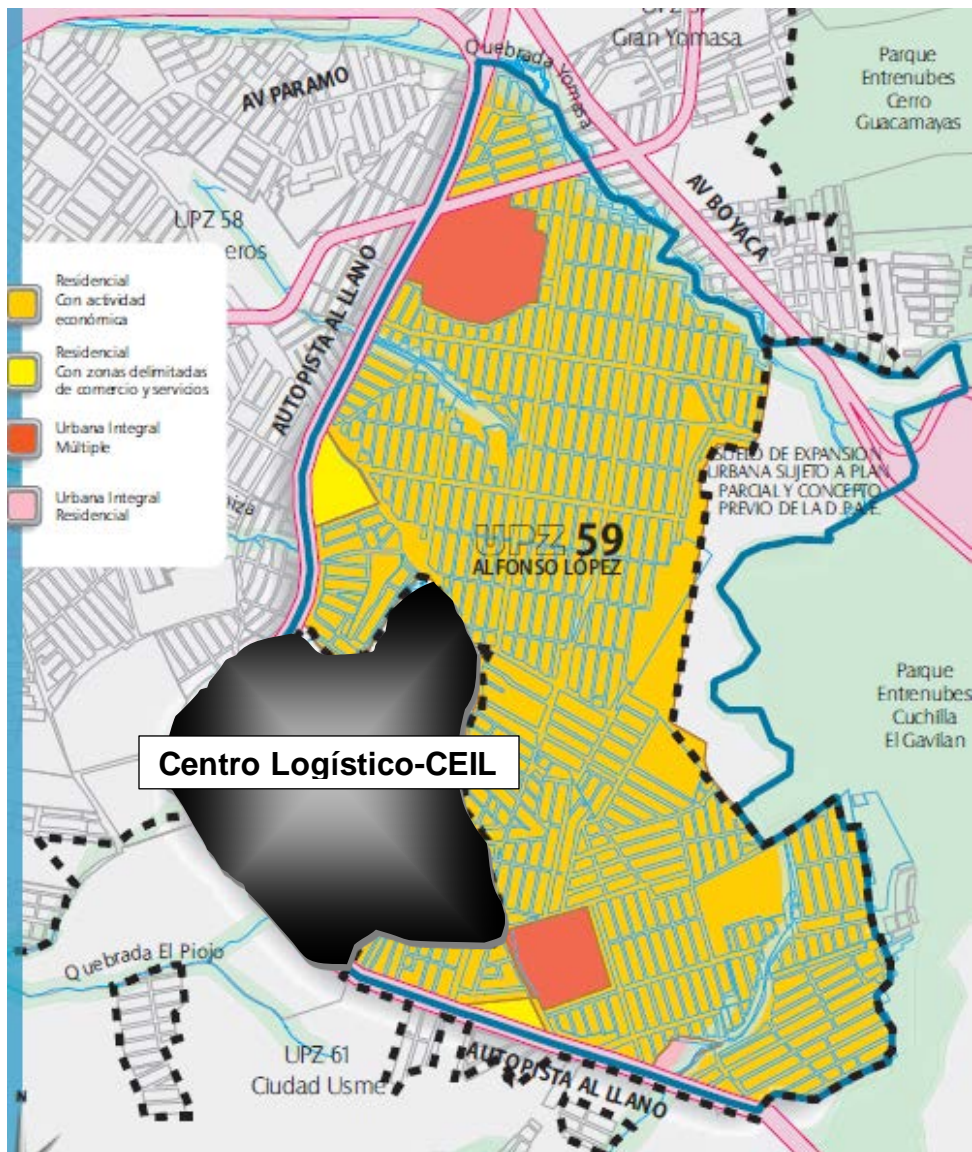 Gran Yomasa
Quebrada Yomasa
Parque
Entrenubes
Cerro
Guacamayas
AV PARAMO
AV BOYACA
UPZ 58
eros
AUTOPISTA AL LLANO
Residencial
Con actividad
económica
Residencial
Con zonas delimitadas
de comercio y servicios
Urbana Integral
Múltiple
Urbana Integral
Residencial
SUELO DE EXPANSION
URBANA SUJETO A PLAN
PARCIAL Y CONCEPTO
PREVIO DE LA D.P.A.E.
UPZ 59
ALFONSO LÓPEZ
Parque
Entrenubes
Cuchilla
El Gavilan
Centro Logístico-CEIL
Quebrada El Piojo
UPZ 61
Ciudad Usme
AUTOPISTA AL LLANO
N